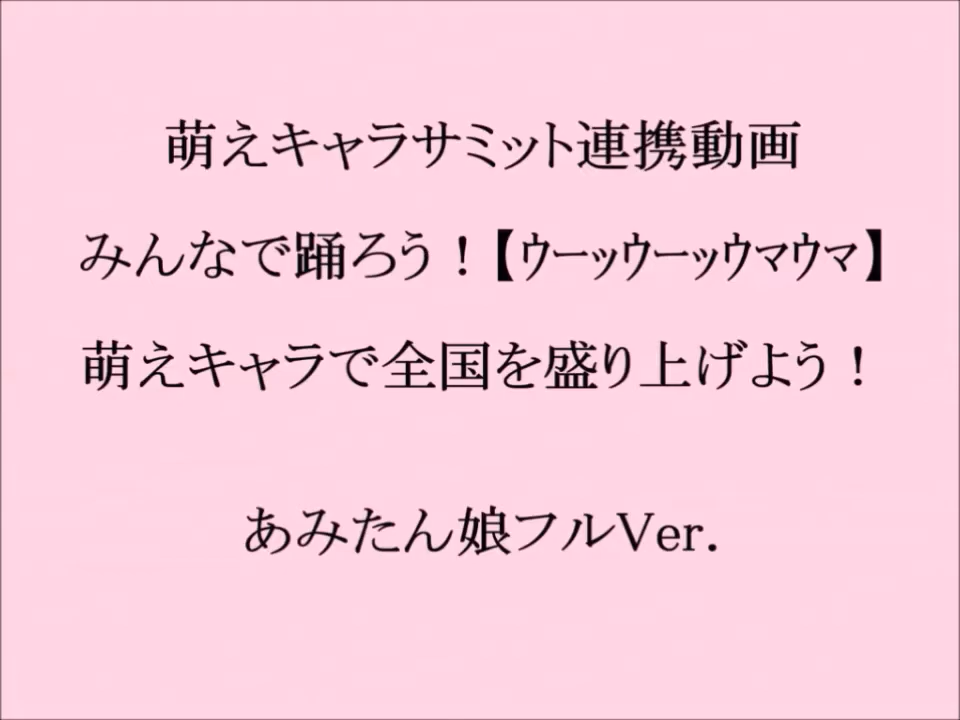 萌えキャラサミット連携動画
みんなで踊ろう！【ｳｰｯｳｰｯｳﾏｳﾏ】
萌えキャラで全国を盛り上げよう！
あみたん娘フルVer.